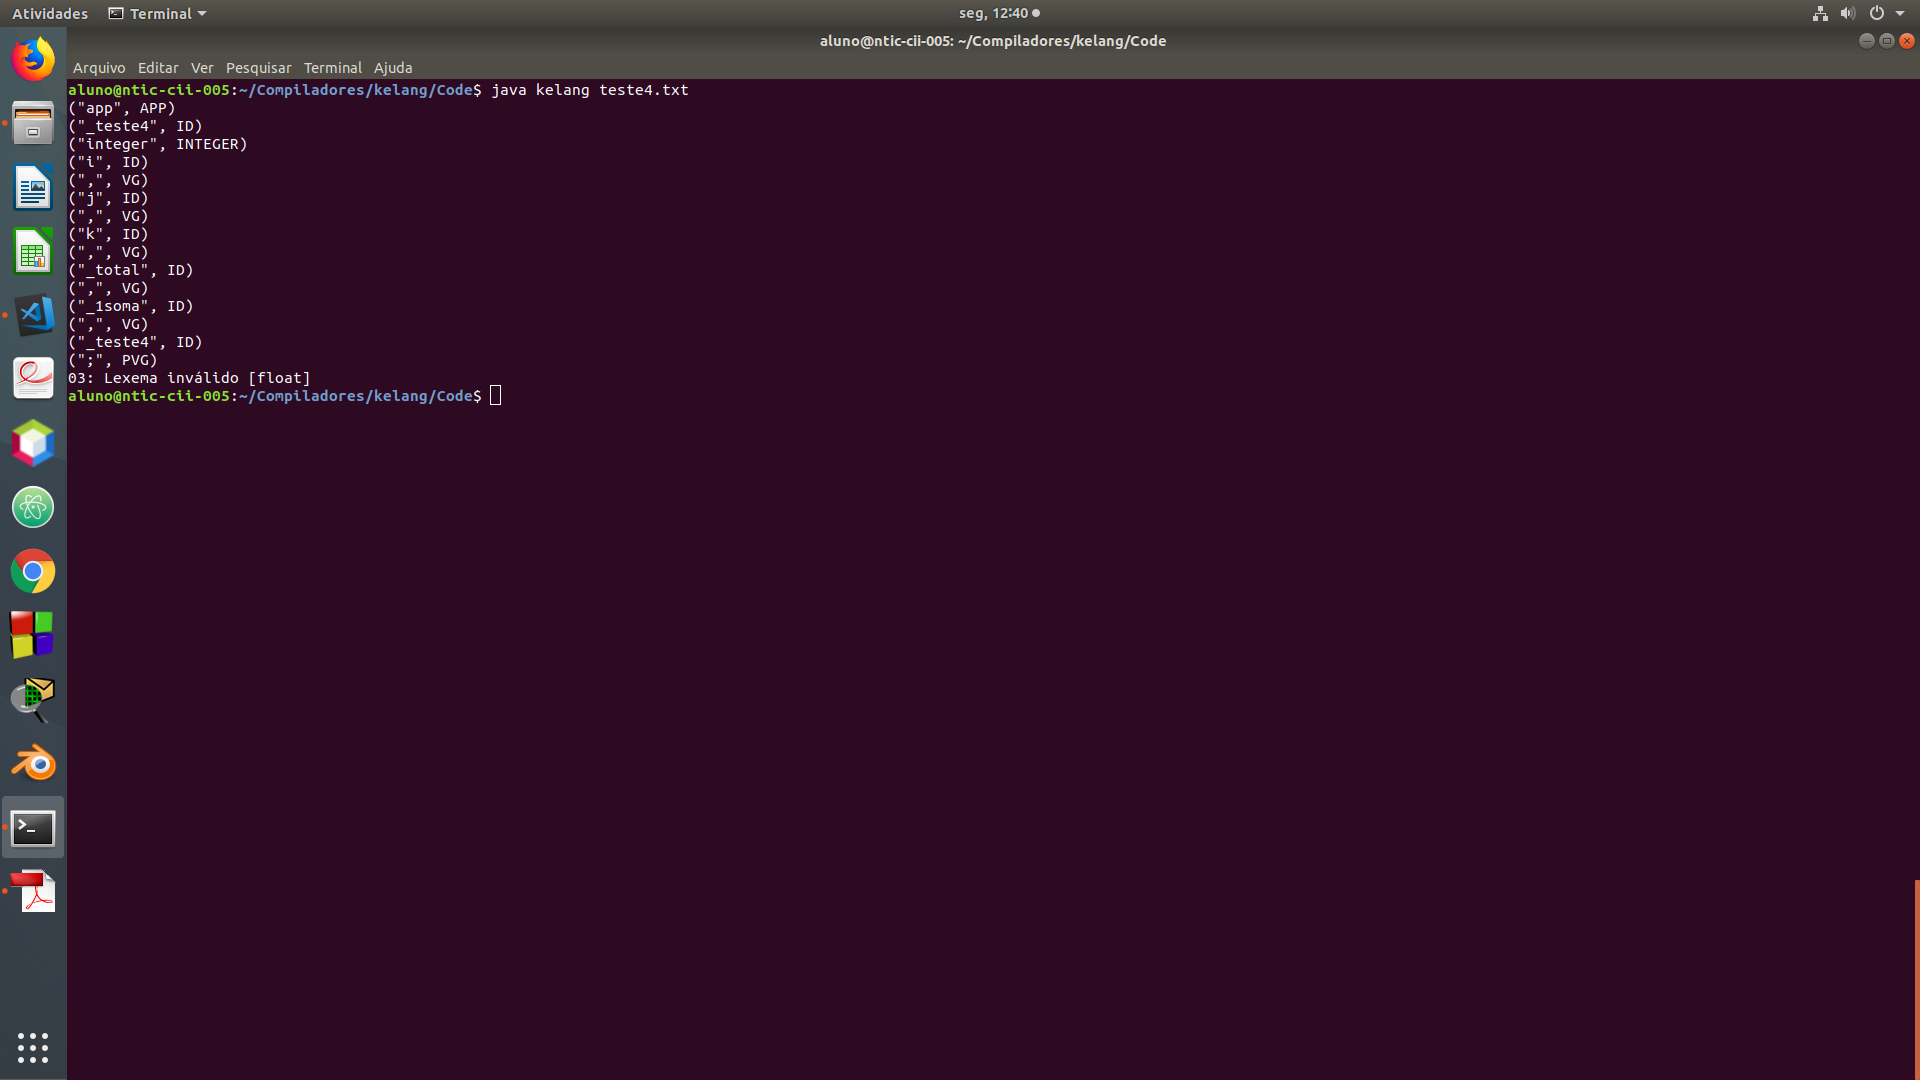 Atividades Terminal seg, 12:40
aluno@ntic-cii-005: ~/Compiladores/kelang/Code
Arquivo Editar Ver Pesquisar Terminal Ajuda
aluno@ntic-cii-005:~/Compiladores/kelang/Code$ java kelang teste4.txt
("app", APP)
("_teste4", ID)
("integer", INTEGER)
("i", ID)
(",", VG)
("j", ID)
(",", VG)
("k", ID)
(",", VG)
("_total", ID)
(",", VG)
("_1soma", ID)
(",", VG)
("_teste4", ID)
(";", PVG)
03: Lexema inválido [float]
aluno@ntic-cii-005:~/Compiladores/kelang/Code$